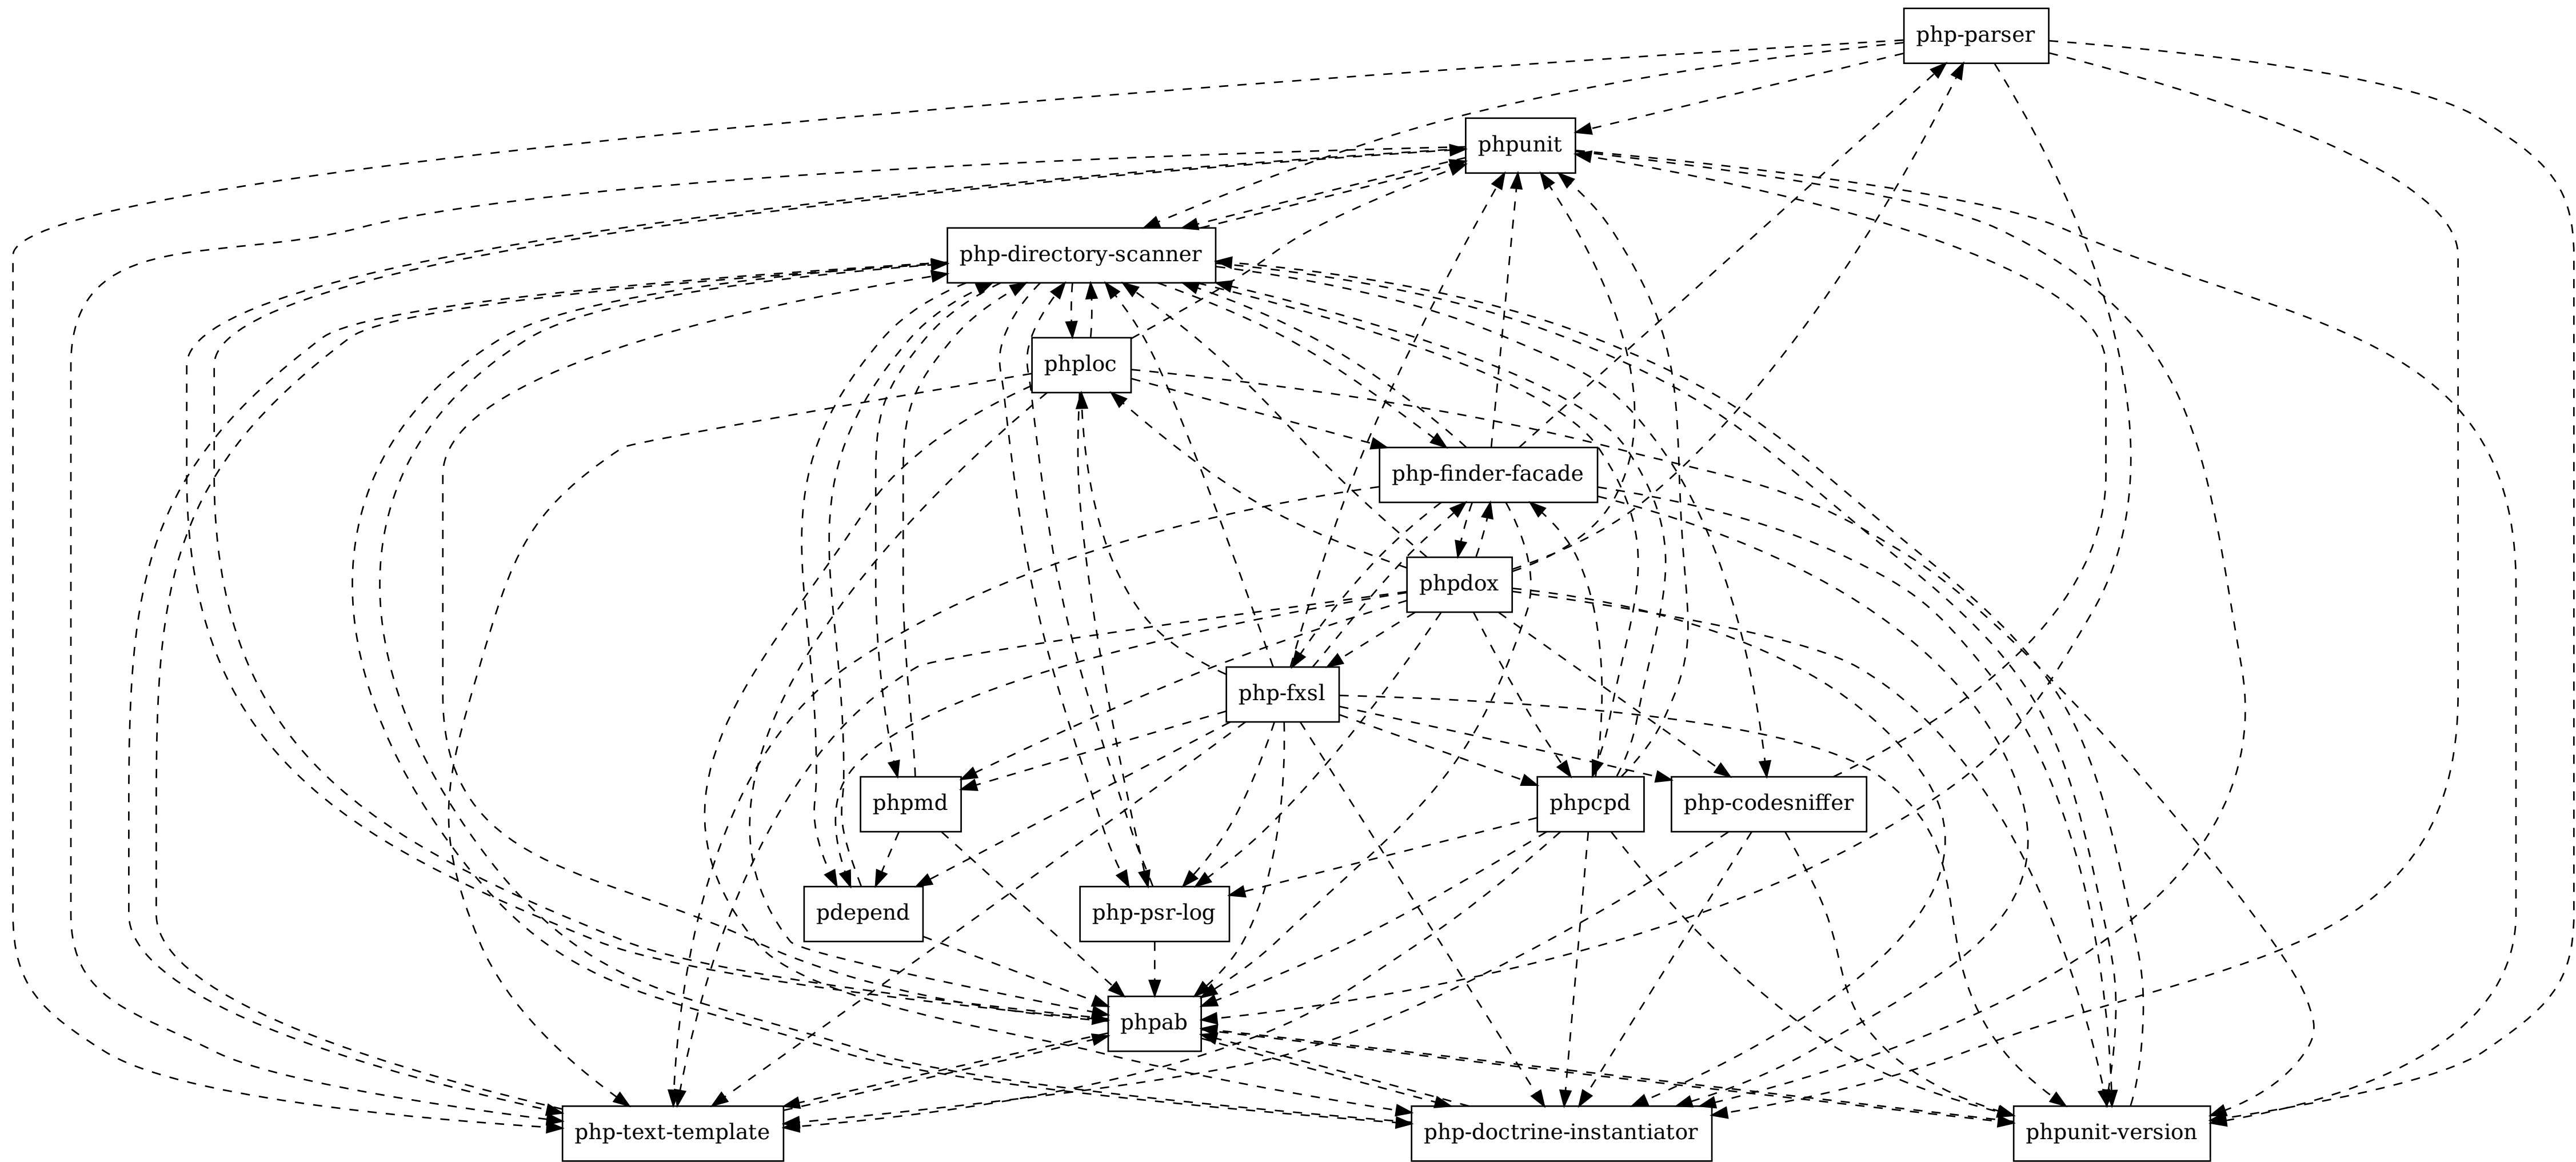 php-parser
phpunit
php-directory-scanner
phploc
php-finder-facade
phpdox
php-fxsl
phpmd
phpcpd
php-codesniffer
pdepend
php-psr-log
phpab
php-text-template
php-doctrine-instantiator
phpunit-version